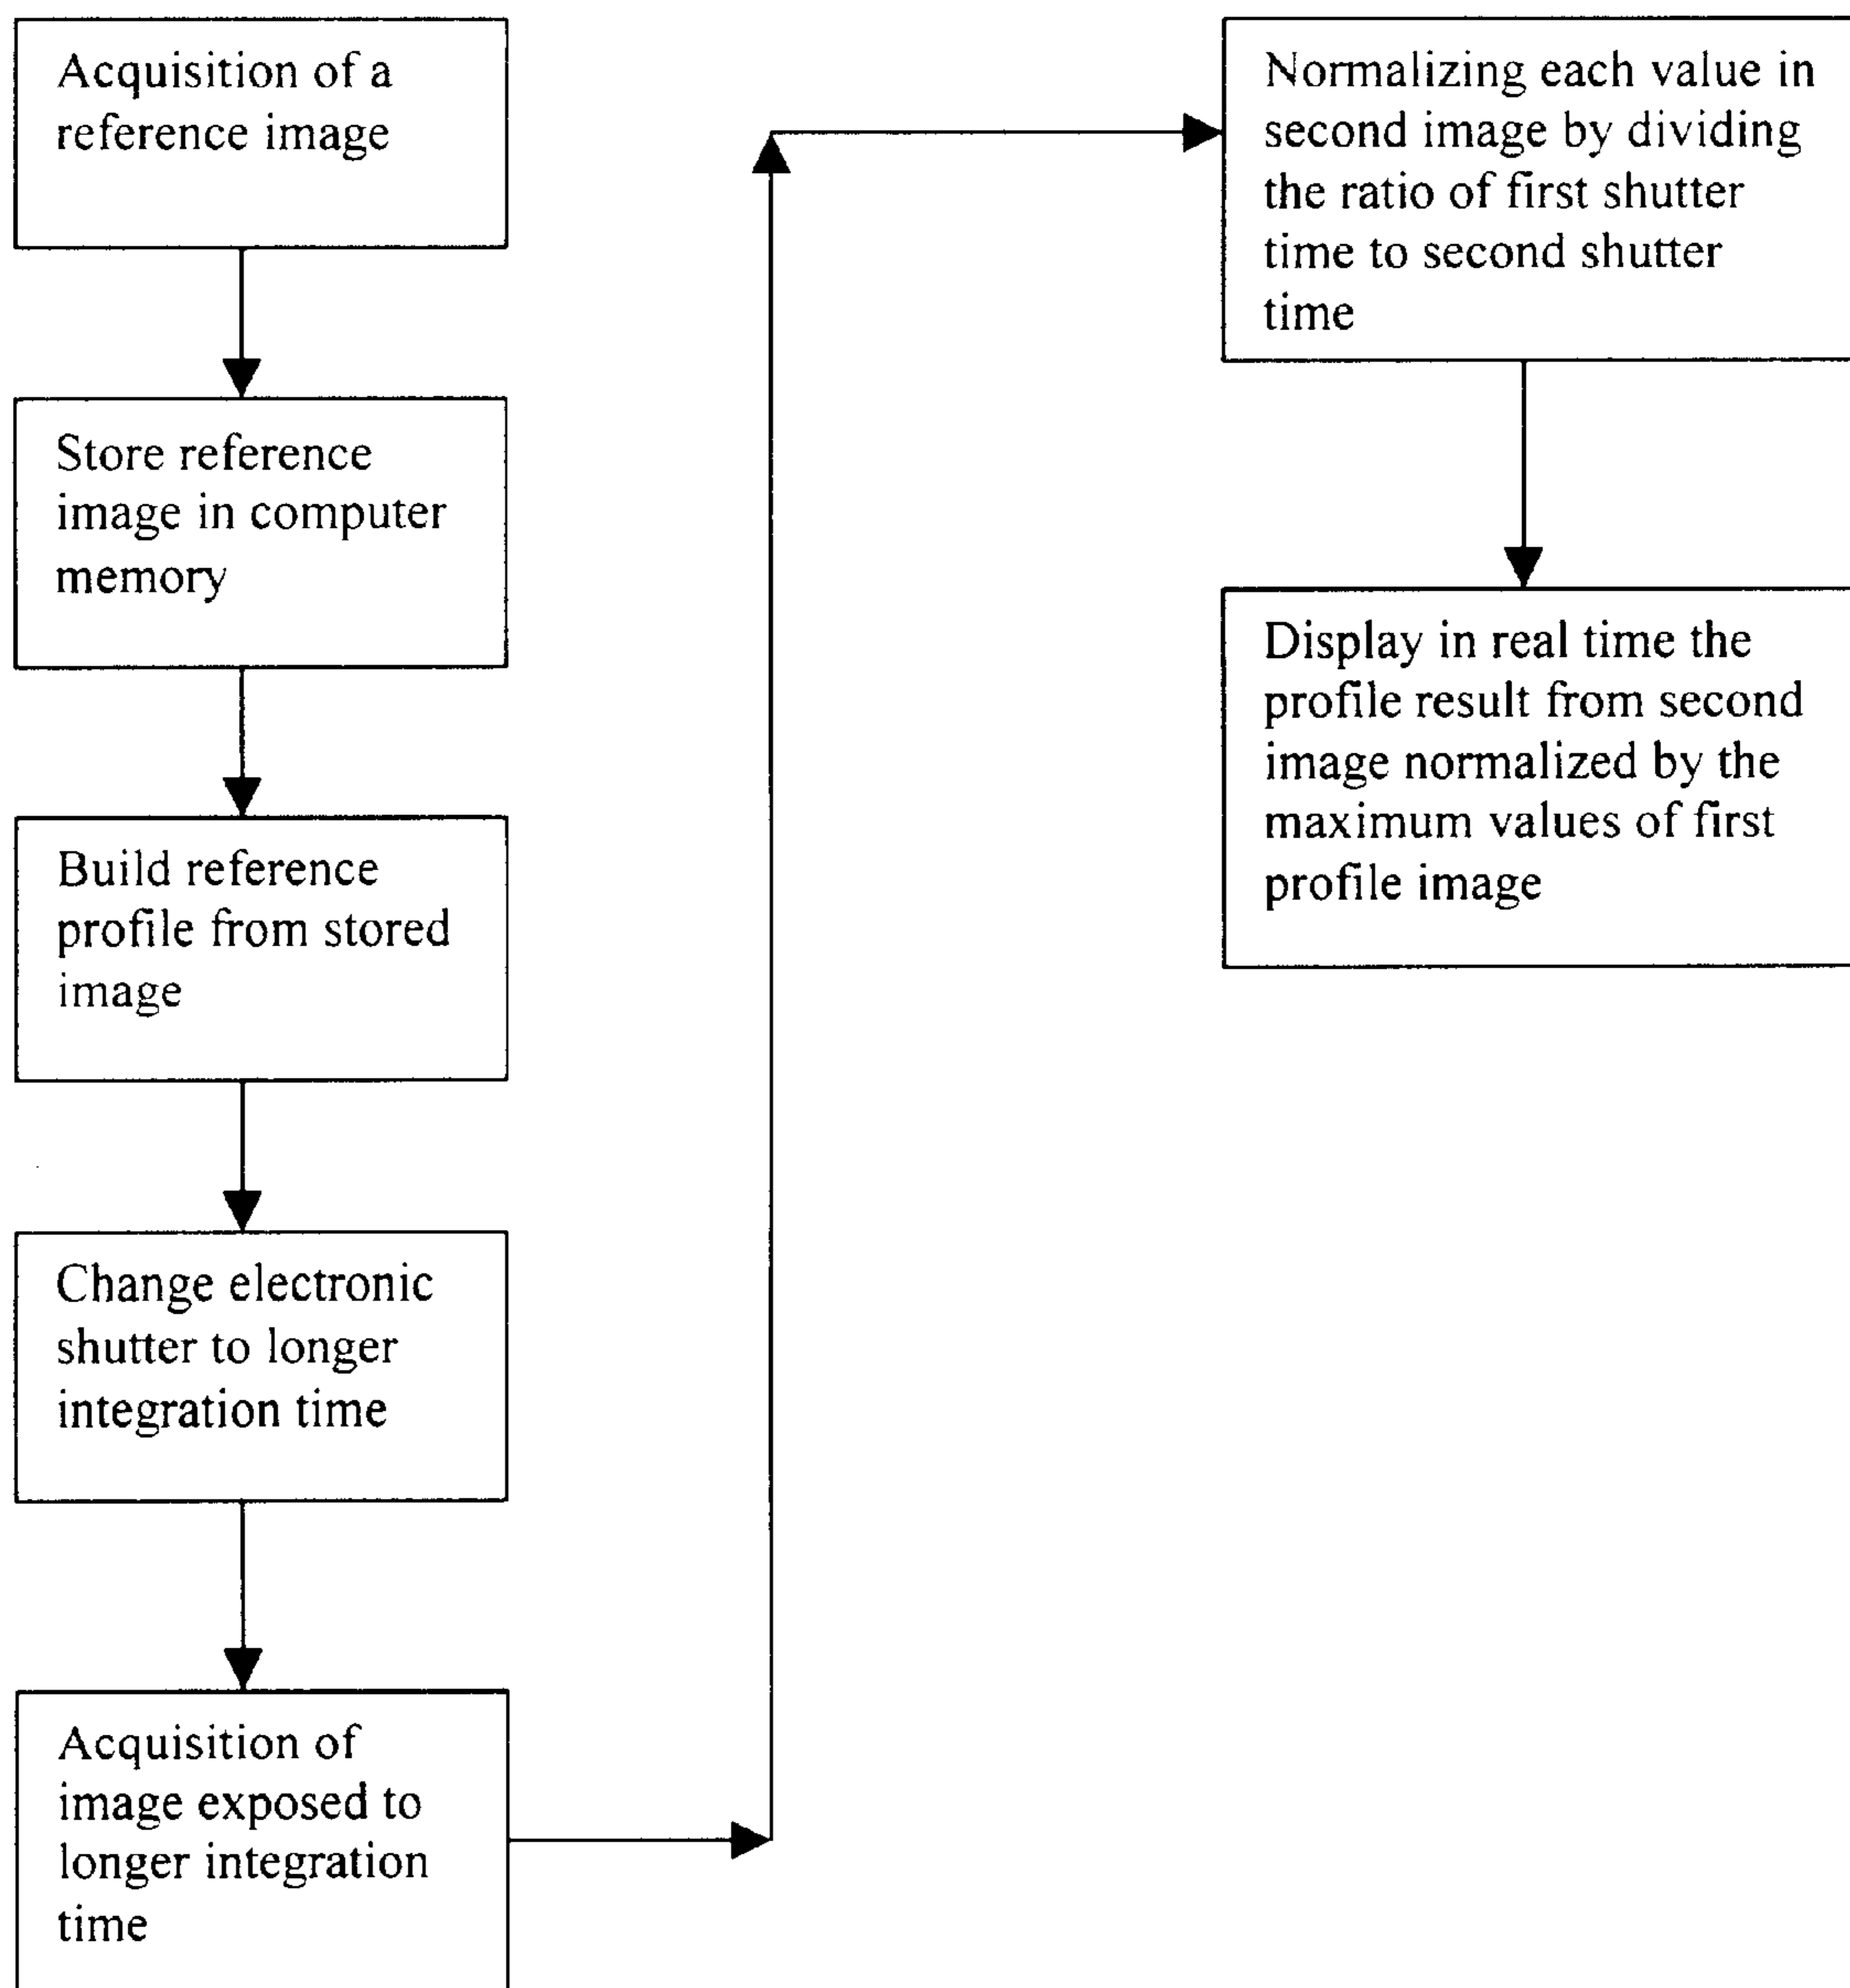 Acquisition of a
reference image
Store reference
image in computer
memory
Build reference
profile from stored
image
Change electronic
shutter to longer
integration time
Acquisition of
image exposed to
longer integration
time
Normalizing each value in
second image by dividing
the ratio of first shutter
time to second shutter
time
Display in real time the
profile result from second
image normalized by the
maximum values of first
profile image